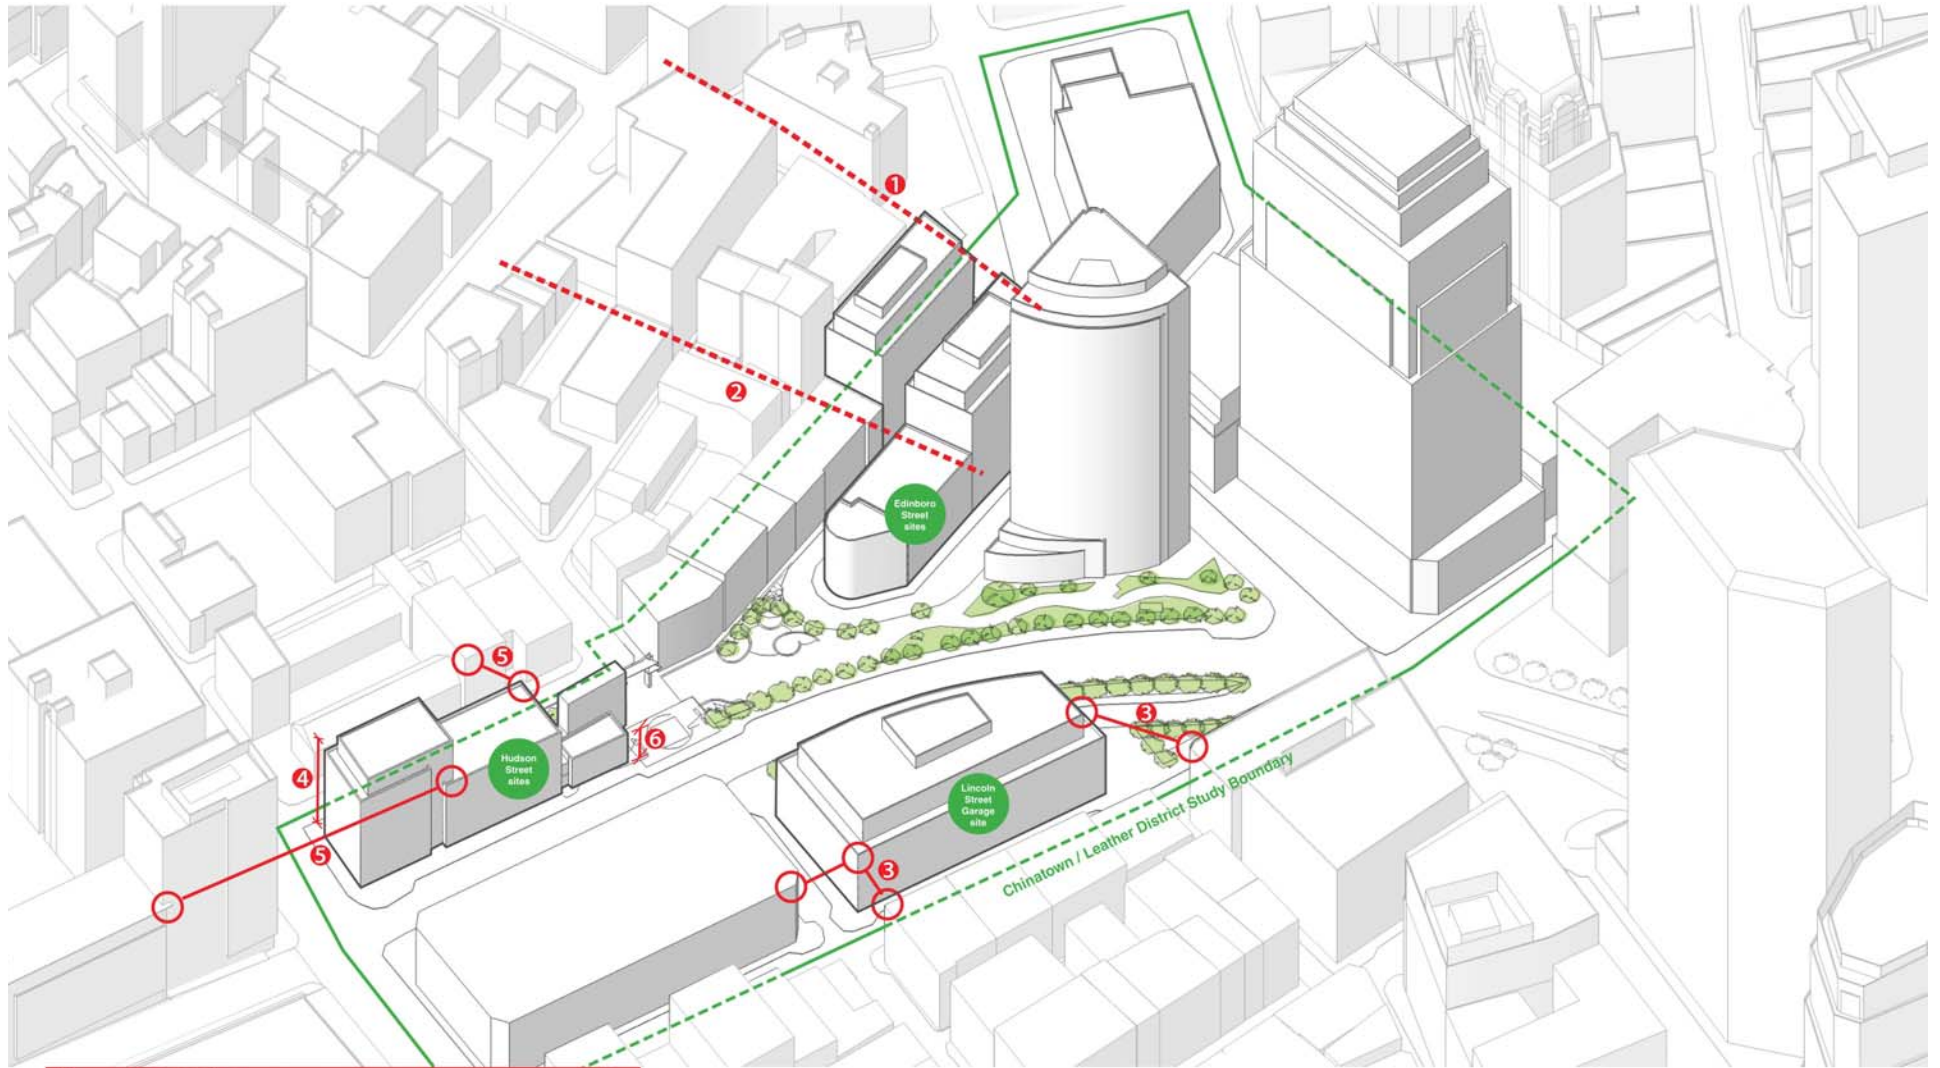 1
2
Edinboro
Street
sites
5
3
6
4
Hudson
Street
sites
Lincoln
Street
Garage
site
Chinatown / Leather District Study Boundary
5
3